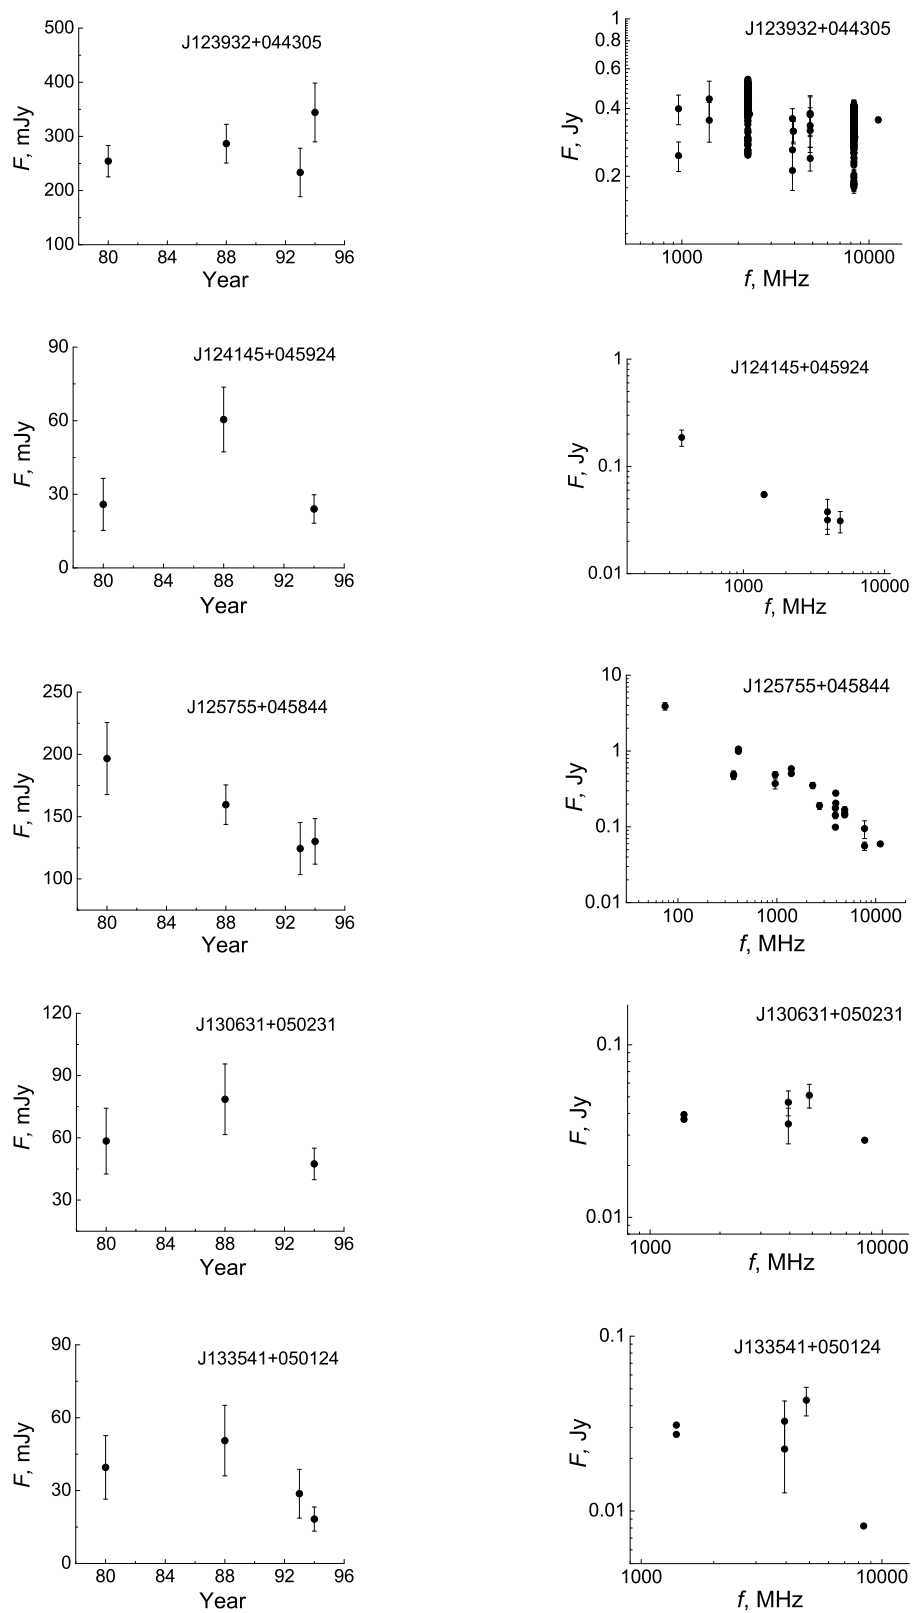 500
400
300
200
100
F, mJy
J123932+044305
80 84 88 92 96
Year
1
0.8
0.6
0.4
0.2
F, Jy
J123932+044305
1000 10000
f, MHz
90
60
30
0
F, mJy
J124145+045924
80 84 88 92 96
Year
1
0.1
0.01
F, Jy
J124145+045924
1000 10000
f, MHz
250
200
150
100
F, mJy
J125755+045844
80 84 88 92 96
Year
10
1
0.1
0.01
F, Jy
J125755+045844
100 1000 10000
f, MHz
120
90
60
30
F, mJy
J130631+050231
80 84 88 92 96
Year
0.1
0.01
F, Jy
J130631+050231
1000 10000
f, MHz
90
60
30
0
F, mJy
J133541+050124
80 84 88 92 96
Year
0.1
0.01
F, Jy
J133541+050124
1000 10000
f, MHz